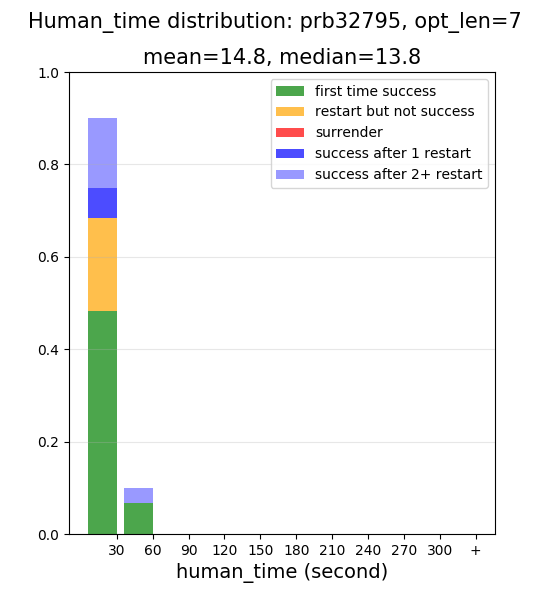 Human_time distribution: prb32795, opt_len=7
mean=14.8, median=13.8
1.0
0.8
0.6
0.4
0.2
0.0
first time success
restart but not success
surrender
success after 1 restart
success after 2+ restart
30 60 90 120 150 180 210 240 270 300 +
human_time (second)